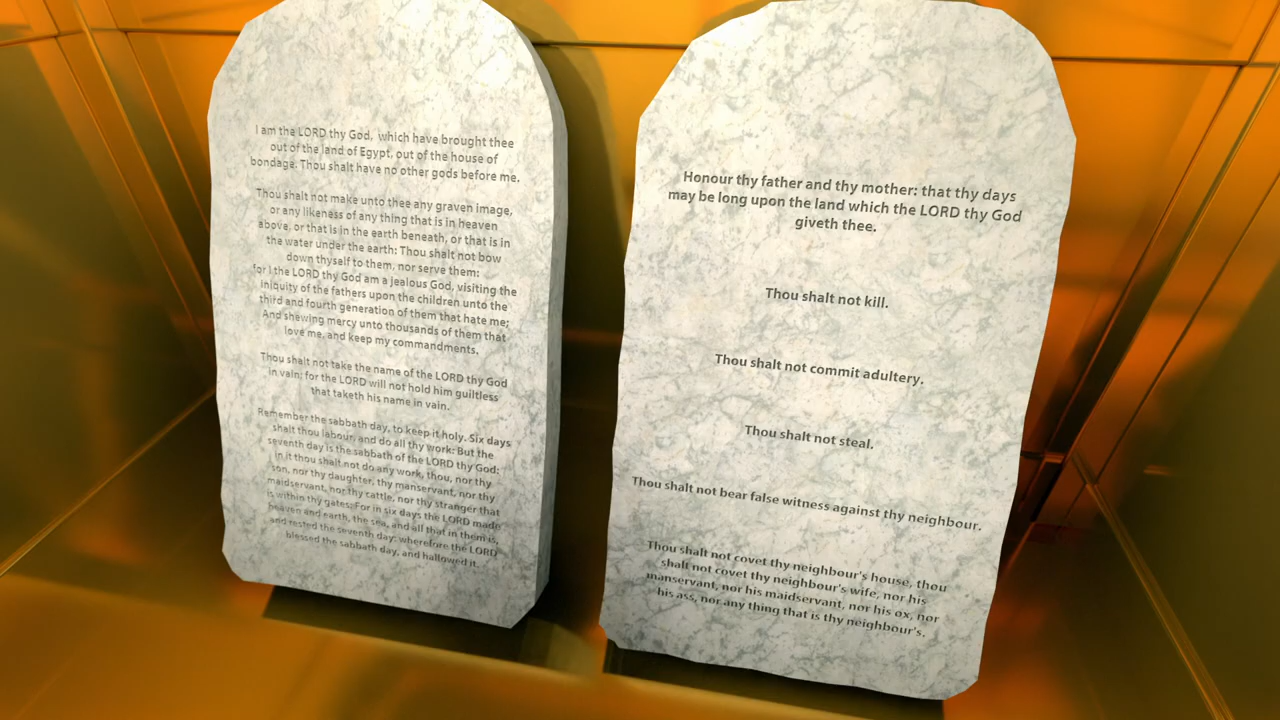 I am the LORD thy God, which have brought thee
out of the land of Egypt, out of the house of
bondage. Thou shalt have no other gods before me.
Thou shalt not make unto thee any graven image,
or any likeness of any thing that is in heaven
above, or that is in the earth beneath, or that is in
the water under the earth: Thou shalt not bow
down thyself to them, nor serve them:
for I the LORD thy God am a jealous God, visiting the
iniquity of the fathers upon the children unto the
third and fourth generation of them that hate me;
And shewing mercy unto thousands of them that
love me, and keep my commandments.
Thou shalt not take the name of the LORD thy God
in vain; for the LORD will not hold him guiltless
that taketh his name in vain.
Remember the sabbath day, to keep it holy. Six days
shalt thou labour, and do all thy work: But the
seventh day is the sabbath of the LORD thy God:
in it thou shalt not do any work, thou, nor thy
son, nor thy daughter, thy manservant, nor thy
maidservant, nor thy cattle, nor thy stranger that
is within thy gates: For in six days the LORD made
heaven and earth, the sea, and all that in them is,
and rested the seventh day: wherefore the LORD
blessed the sabbath day, and hallowed it.
Honour thy father and thy mother: that thy days
may be long upon the land which the LORD thy God
giveth thee.
Thou shalt not kill.
Thou shalt not commit adultery.
Thou shalt not steal.
Thou shalt not bear false witness against thy neighbour.
Thou shalt not covet thy neighbour's house, thou
shalt not covet thy neighbour's wife, nor his
manservant, nor his maidservant, nor his ox, nor
his ass, nor any thing that is thy neighbour's.